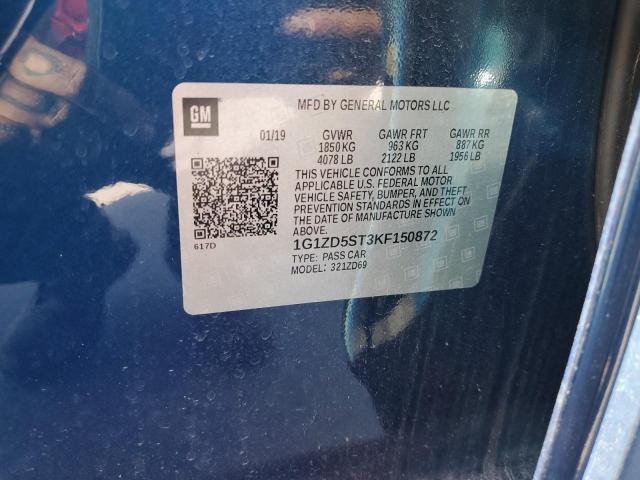 GM
MFD BY GENERAL MOTORS LLC
01/19 GVWR GAWR FRT GAWR RR
1850 KG 963 KG 887 KG
4078 LB 2122 LB 1956 LB
THIS VEHICLE CONFORMS TO ALL
APPLICABLE U.S. FEDERAL MOTOR
VEHICLE SAFETY, BUMPER, AND THEFT
PREVENTION STANDARDS IN EFFECT ON
THE DATE OF MANUFACTURE SHOWN
ABOVE.
617D
1G1ZD5ST3KF150872
TYPE: PASS CAR
MODEL: 321ZD69